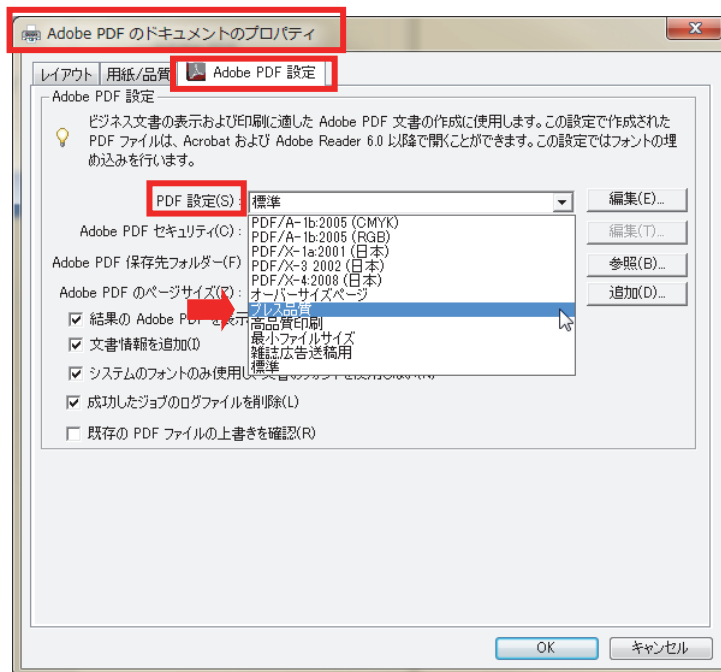 Adobe PDF のドキュメントのプロパティ
レイアウト 用紙/品質 Adobe PDF 設定
Adobe PDF 設定
ビジネス文書の表示および印刷に適した Adobe PDF 文書の作成に使用します。この設定で作成された
PDF ファイルは、Acrobat および Adobe Reader 6.0 以降で開くことができます。この設定ではフォントの埋
め込みを行います。
PDF 設定(S): 標準 編集(E)...
PDF/A-1b:2005 (CMYK)
PDF/A-1b:2005 (RGB)
PDF/X-1a:2001 (日本)
PDF/X-3 2002 (日本)
PDF/X-4:2008 (日本)
オーバーサイズページ
プレス品質
高品質印刷
最小ファイルサイズ
雑誌広告送稿用
標準
Adobe PDF セキュリティ(C): 編集(T)...
Adobe PDF 保存先フォルダー(F) 参照(B)...
Adobe PDF のページサイズ 追加(D)...
結果の Adobe PDF を表示
文書情報を追加(I)
システムのフォントのみ使用し
成功したジョブのログファイルを削除(L)
既存の PDF ファイルの上書きを確認(R)
OK キャンセル